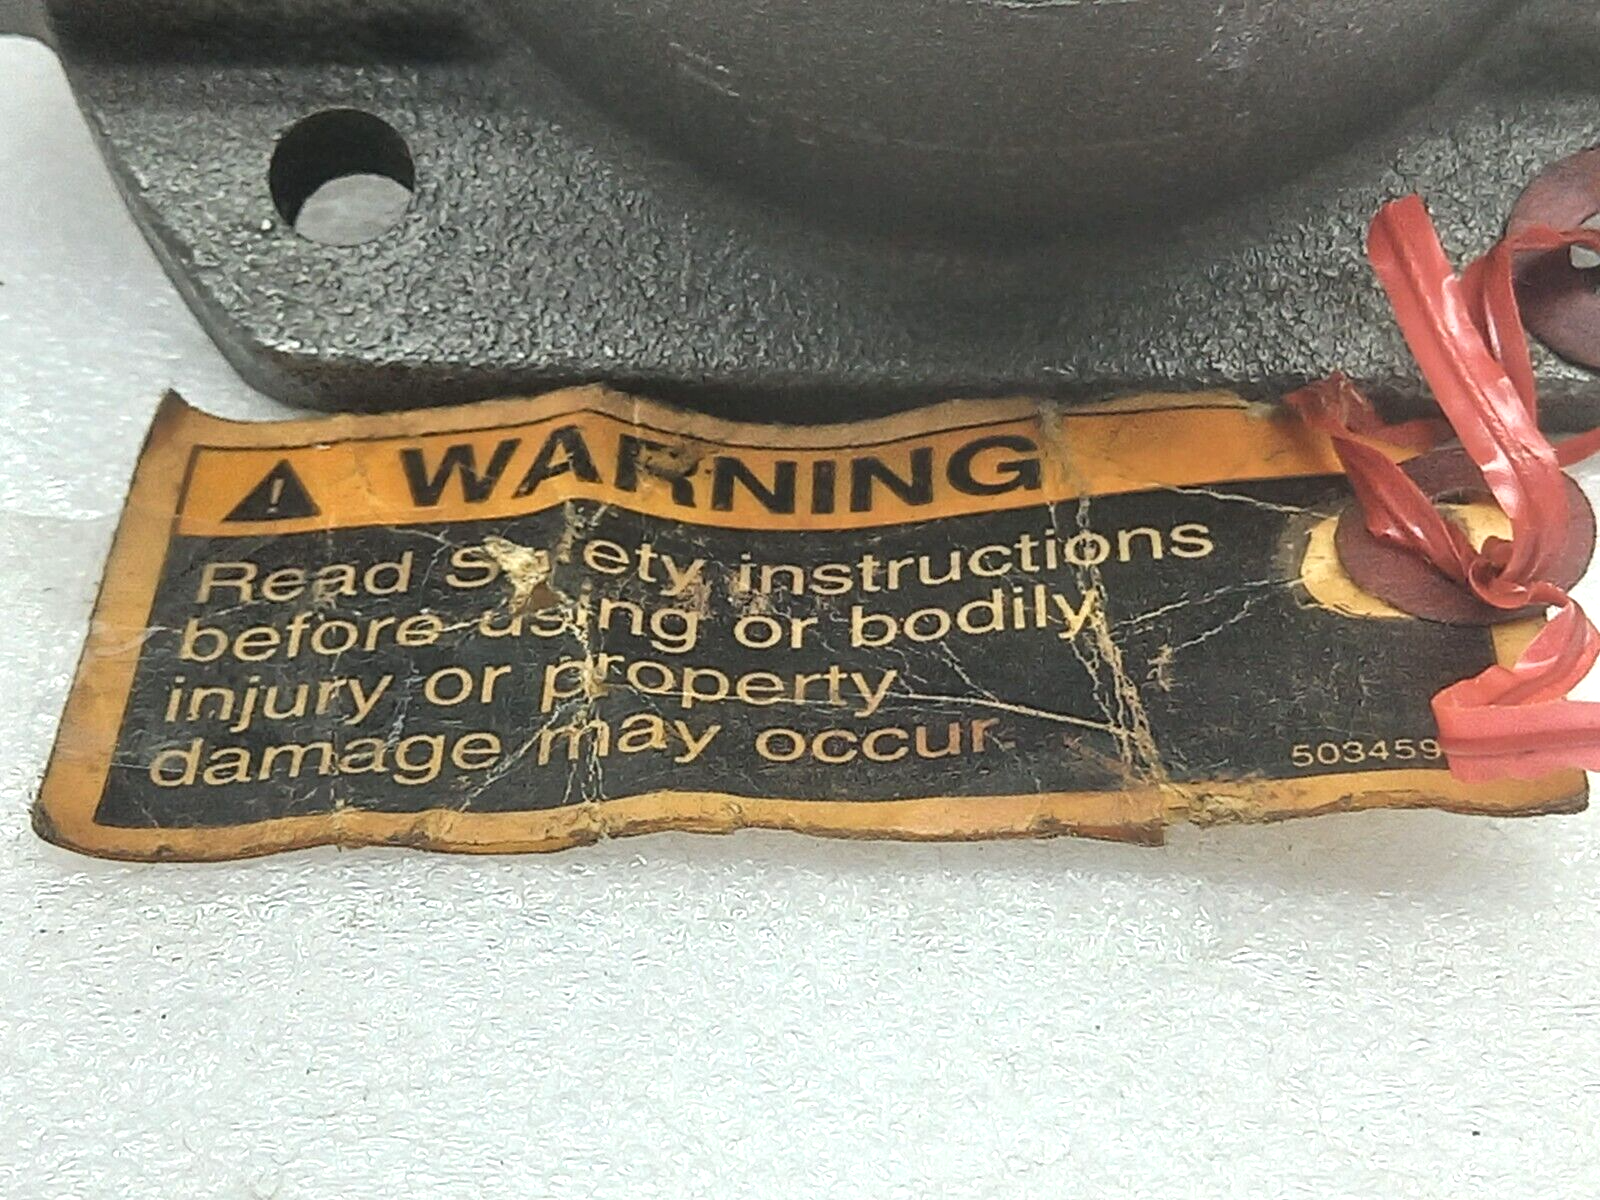 WARNING
Read Safety instructions
before using or bodily
injury or property
damage may occur.
503459